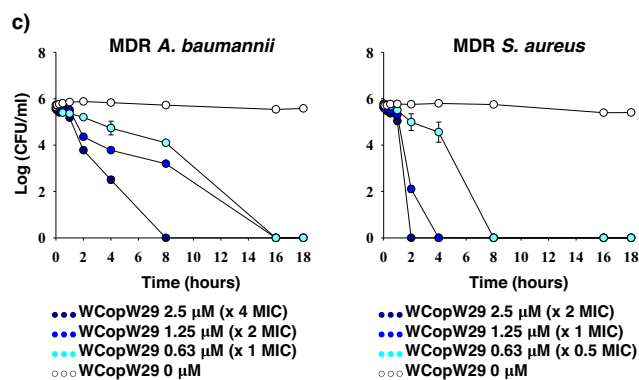 c)
MDR A. baumannii
Log (CFU/ml)
8
6
4
2
0
0 2 4 6 8 10 12 14 16 18
Time (hours)
WCopW29 2.5 µM (x 4 MIC)
WCopW29 1.25 µM (x 2 MIC)
WCopW29 0.63 µM (x 1 MIC)
WCopW29 0 µM
MDR S. aureus
8
6
4
2
0
0 2 4 6 8 10 12 14 16 18
Time (hours)
WCopW29 2.5 µM (x 2 MIC)
WCopW29 1.25 µM (x 1 MIC)
WCopW29 0.63 µM (x 0.5 MIC)
WCopW29 0 µM